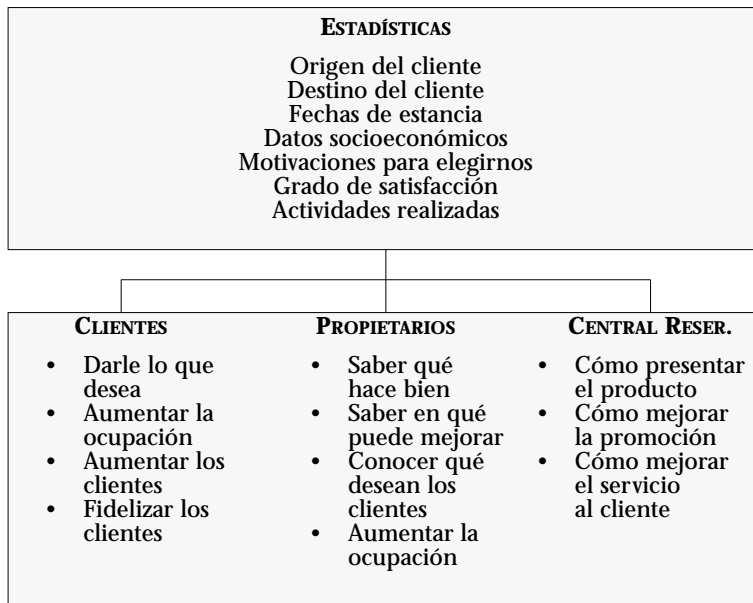 ESTADÍSTICAS
Origen del cliente
Destino del cliente
Fechas de estancia
Datos socioeconómicos
Motivaciones para elegirnos
Grado de satisfacción
Actividades realizadas
CLIENTES
• Darle lo que
desea
• Aumentar la
ocupación
• Aumentar los
clientes
• Fidelizar los
clientes
PROPIETARIOS
• Saber qué
hace bien
• Saber en qué
puede mejorar
• Conocer qué
desean los
clientes
• Aumentar la
ocupación
CENTRAL RESER.
• Cómo presentar
el producto
• Cómo mejorar
la promoción
• Cómo mejorar
el servicio
al cliente